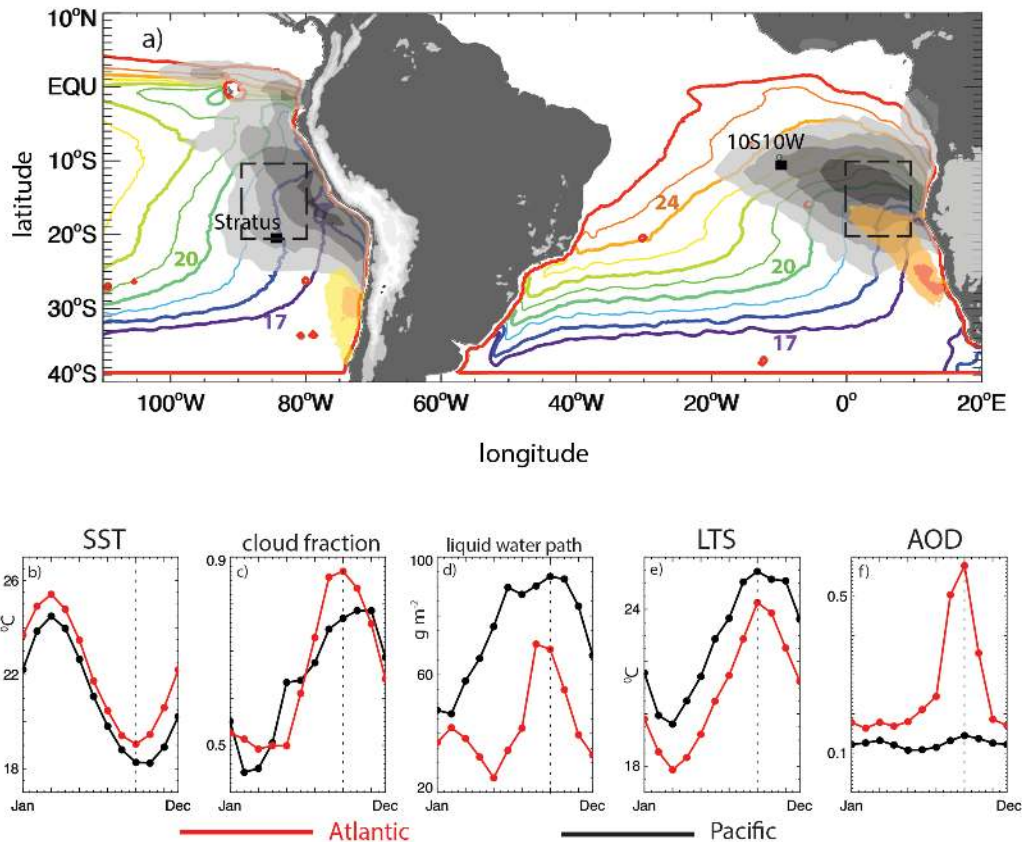 10°N
EQU
10°S
20°S
30°S
40°S
latitude
a)
Stratus
20
17
10S10W
24
20
17
100°W 80°W 60°W 40°W 20°W 0° 20°E
longitude
SST
b)
°C
26
22
18
Jan Dec
cloud fraction
c)
0.9
0.5
Jan Dec
liquid water path
d)
g m⁻²
100
60
20
Jan Dec
LTS
e)
°C
24
18
Jan Dec
AOD
f)
0.5
0.1
Jan Dec
Atlantic
Pacific